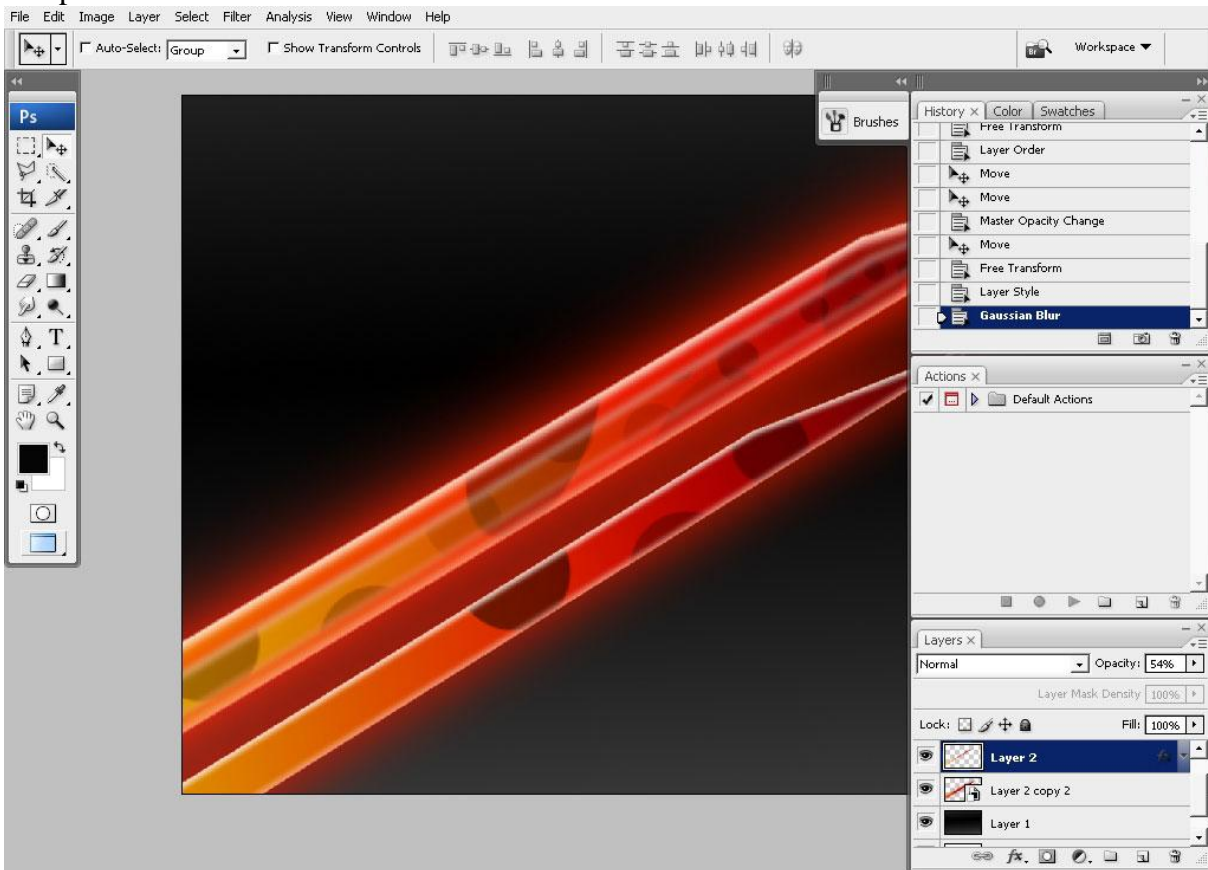 File Edit Image Layer Select Filter Analysis View Window Help
Auto-Select: Group Show Transform Controls
Workspace
Ps
Brushes
History Color Swatches
Free Transform
Layer Order
Move
Move
Master Opacity Change
Move
Free Transform
Layer Style
Gaussian Blur
Actions
Default Actions
Layers
Normal Opacity: 54%
Layer Mask Density 100%
Lock: Fill: 100%
Layer 2
Layer 2 copy 2
Layer 1